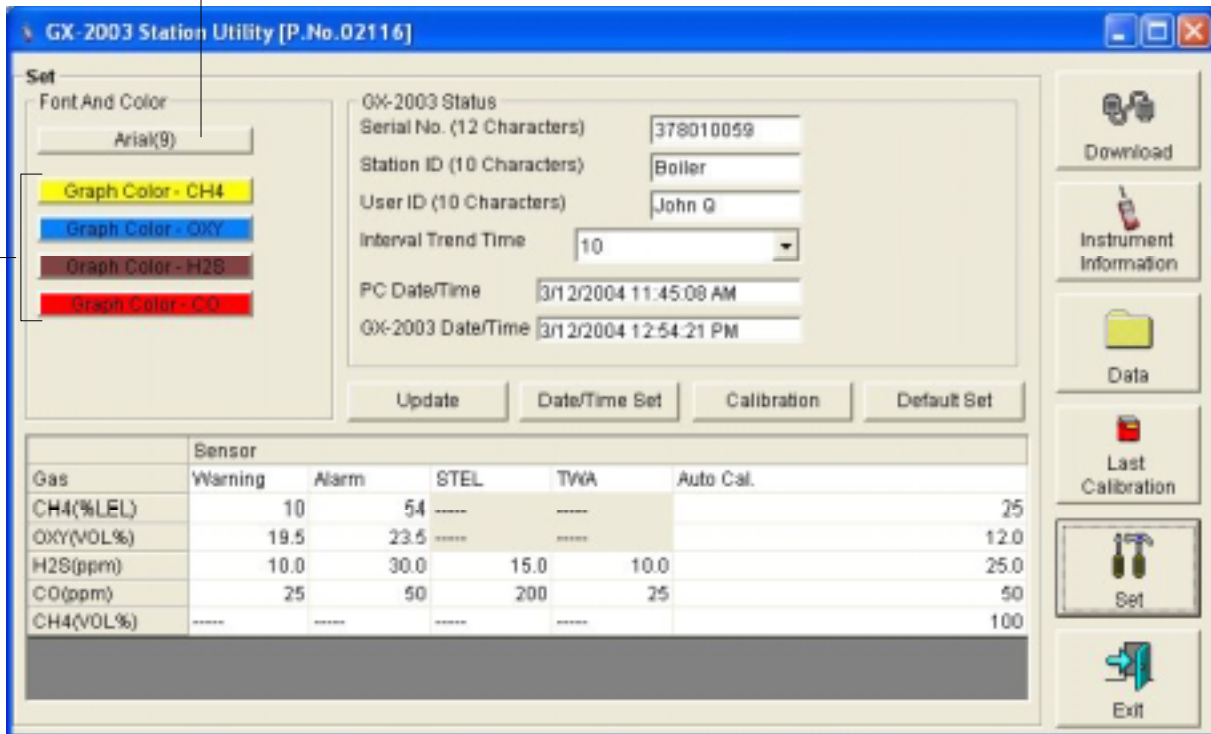 GX-2003 Station Utility [P.No.02116]
Set
Font And Color
Arial(9)
Graph Color - CH4
Graph Color - OXY
Graph Color - H2S
Graph Color - CO
GX-2003 Status
Serial No. (12 Characters) 378010059
Station ID (10 Characters) Boiler
User ID (10 Characters) John Q
Interval Trend Time 10
PC Date/Time 3/12/2004 11:45:08 AM
GX-2003 Date/Time 3/12/2004 12:54:21 PM
Update Date/Time Set Calibration Default Set
Sensor
Gas Warning Alarm STEL TWA Auto Cal.
CH4(%LEL) 10 54 ----- ----- 25
OXY(VOL%) 19.5 23.5 ----- ----- 12.0
H2S(ppm) 10.0 30.0 15.0 10.0 25.0
CO(ppm) 25 50 200 25 50
CH4(VOL%) ----- ----- ----- ----- 100
Download
Instrument
Information
Data
Last
Calibration
Set
Exit